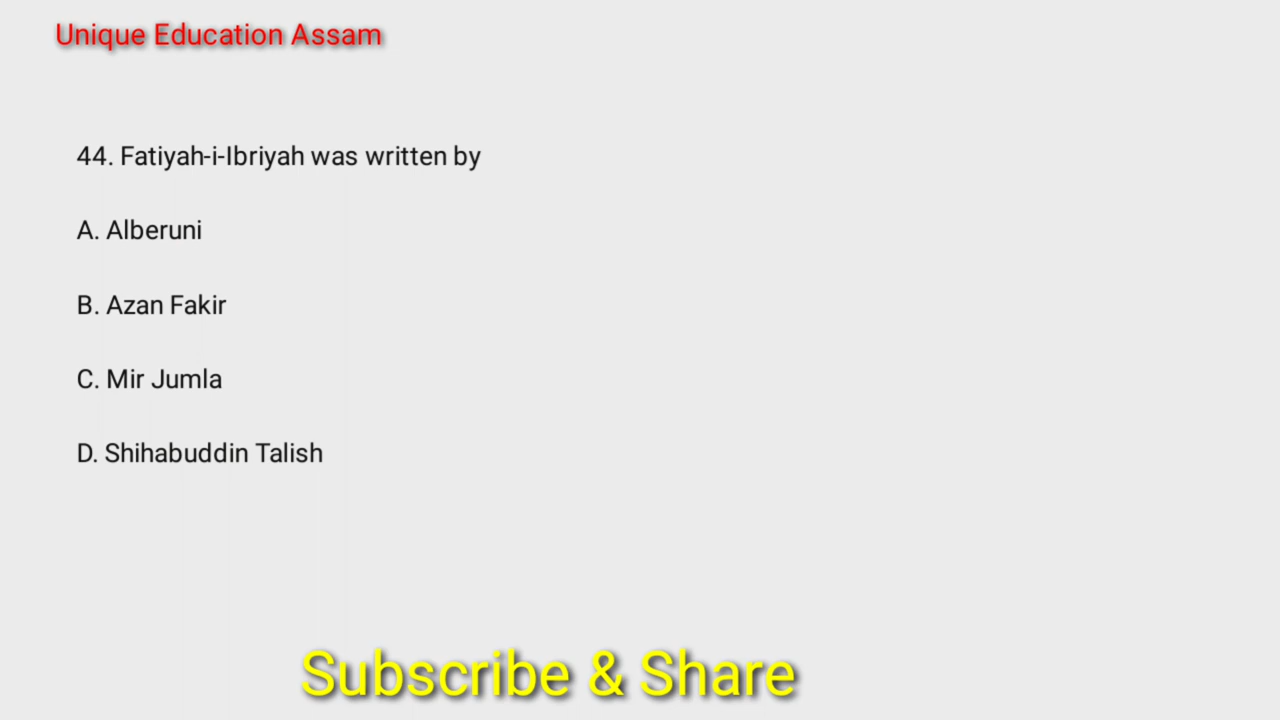 Unique Education Assam
44. Fatiyah-i-Ibriyah was written by
A. Alberuni
B. Azan Fakir
C. Mir Jumla
D. Shihabuddin Talish
Subscribe & Share